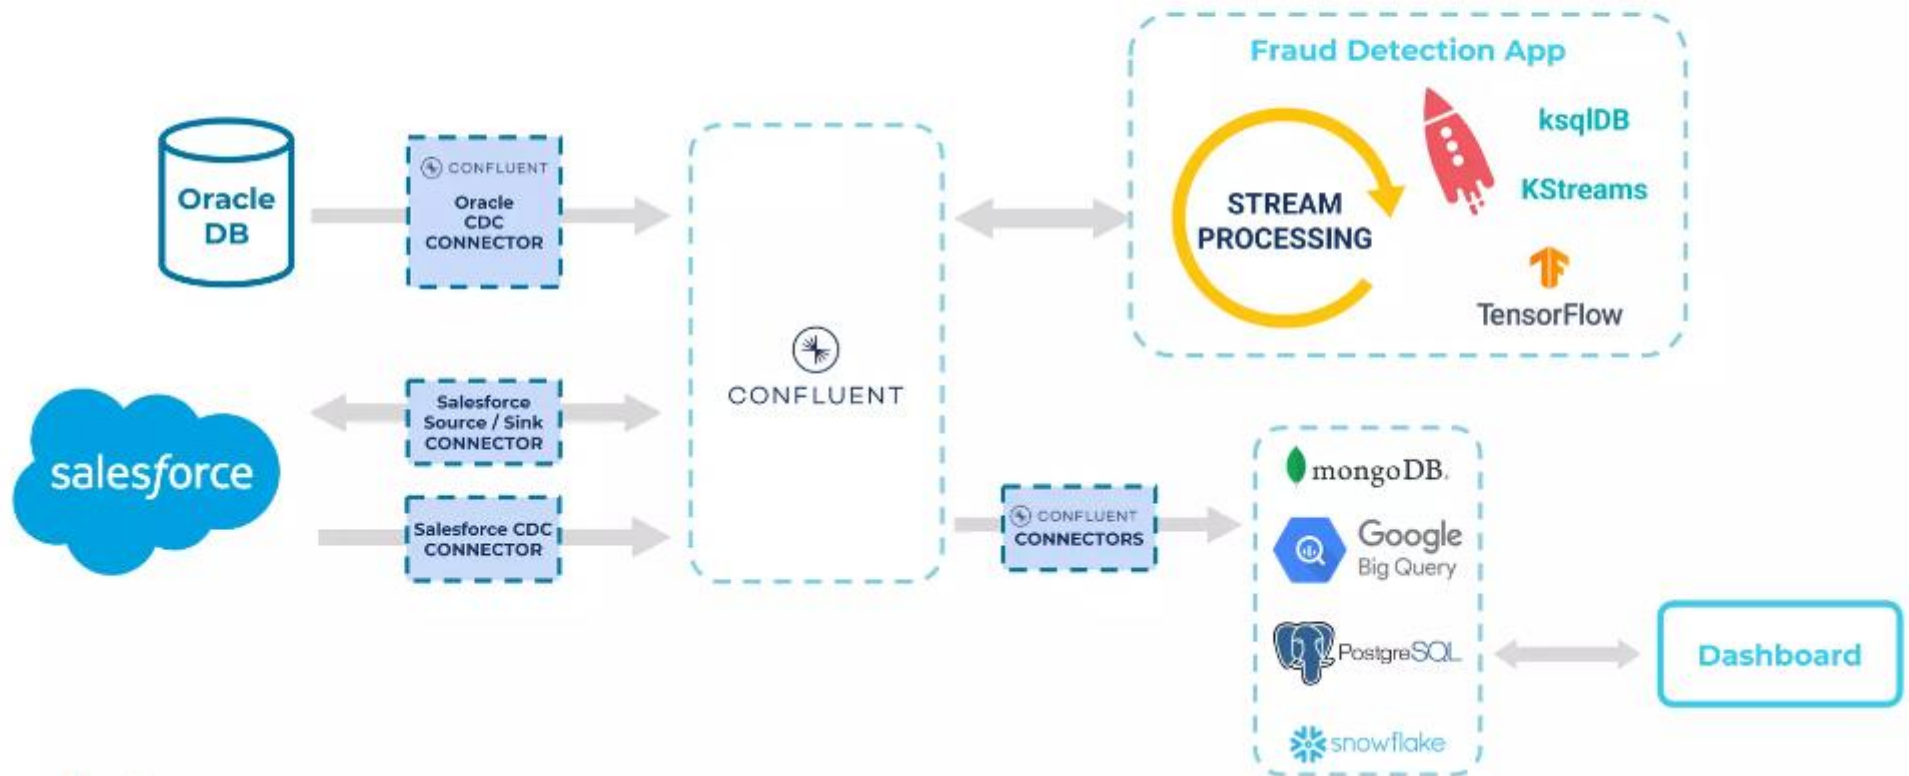 Fraud Detection App
ksqlDB
KStreams
STREAM
PROCESSING
TensorFlow
Oracle
DB
CONFLUENT
Oracle
CDC
CONNECTOR
CONFLUENT
salesforce
Salesforce
Source / Sink
CONNECTOR
Salesforce CDC
CONNECTOR
CONFLUENT
CONNECTORS
mongoDB.
Google
Big Query
PostgreSQL
snowflake
Dashboard